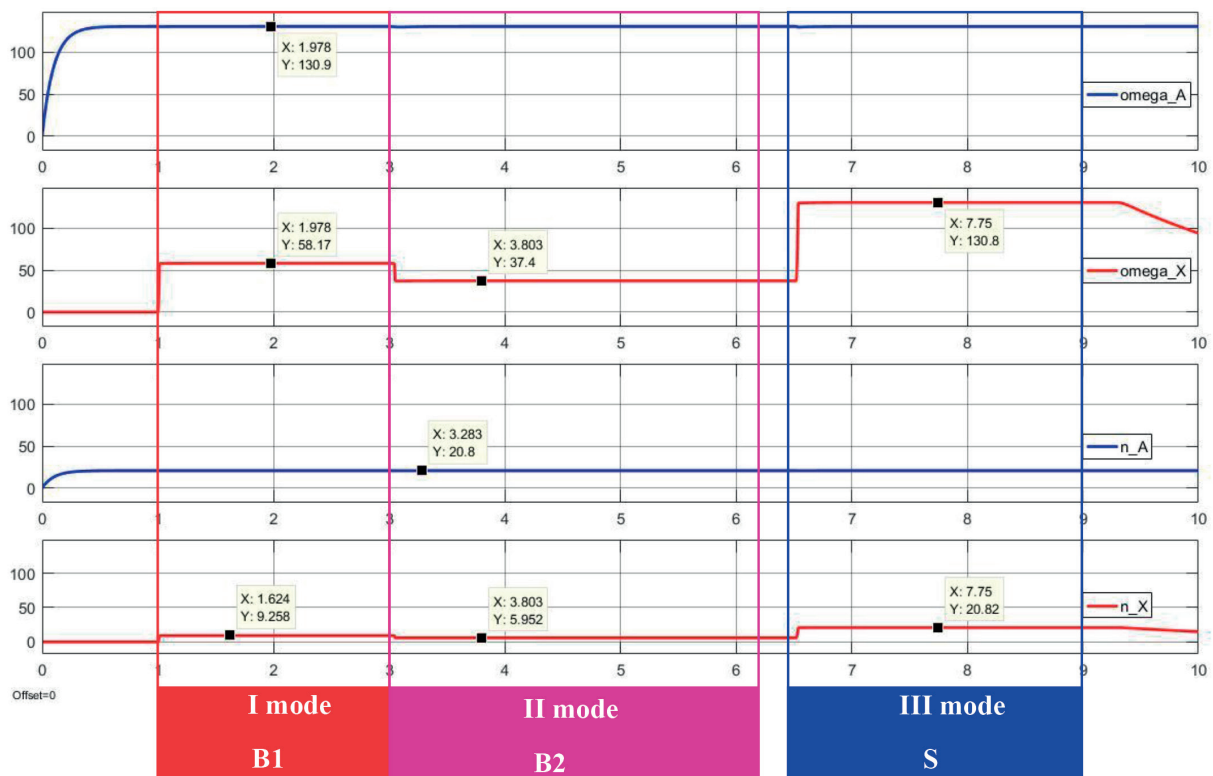 100
50
0
X: 1.978
Y: 130.9
omega_A
0 1 2 3 4 5 6 7 8 9 10
100
50
0
X: 1.978
Y: 58.17
X: 3.803
Y: 37.4
X: 7.75
Y: 130.8
omega_X
0 1 2 3 4 5 6 7 8 9 10
100
50
0
X: 3.283
Y: 20.8
n_A
0 1 2 3 4 5 6 7 8 9 10
100
50
0
X: 1.624
Y: 9.258
X: 3.803
Y: 5.952
X: 7.75
Y: 20.82
n_X
0 1 2 3 4 5 6 7 8 9 10
Offset=0
I mode
B1
II mode
B2
III mode
S